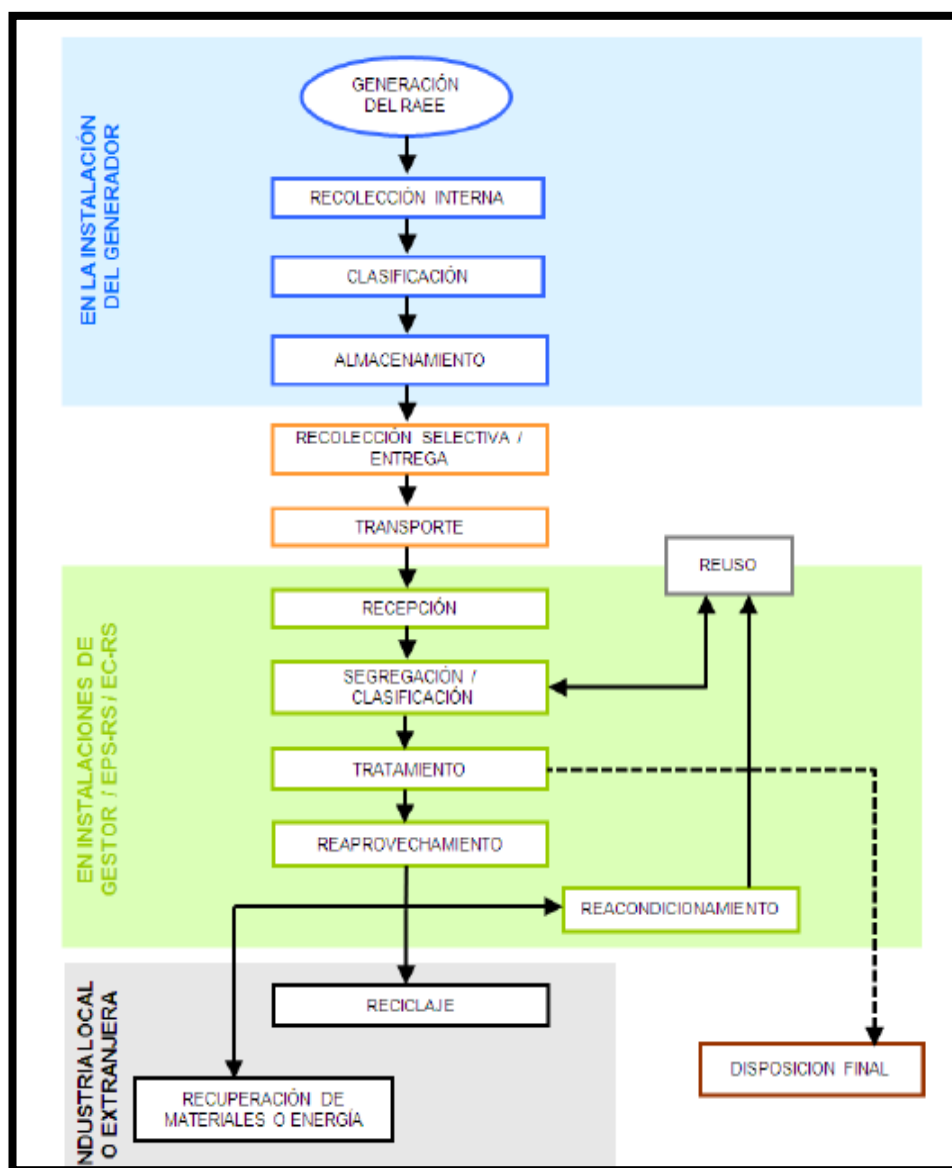 EN LA INSTALACIÓN
DEL GENERADOR
GENERACIÓN
DEL RAEE
RECOLECCIÓN INTERNA
CLASIFICACIÓN
ALMACENAMIENTO
RECOLECCIÓN SELECTIVA /
ENTREGA
TRANSPORTE
EN INSTALACIONES DE
GESTOR / EPS-RS / EC-RS
REUSO
RECEPCIÓN
SEGREGACIÓN /
CLASIFICACIÓN
TRATAMIENTO
REAPROVECHAMIENTO
REACONDICIONAMIENTO
NDUSTRIA LOCAL
O EXTRANJERA
RECICLAJE
DISPOSICION FINAL
RECUPERACIÓN DE
MATERIALES O ENERGÍA